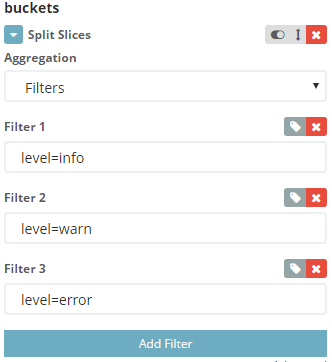 buckets
Split Slices
Aggregation
Filters
Filter 1
level=info
Filter 2
level=warn
Filter 3
level=error
Add Filter